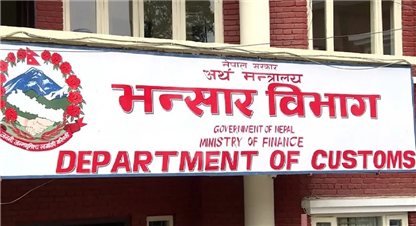 नेपाल सरकार
अर्थ मन्त्रालय
भन्सार विभाग
GOVERNMENT OF NEPAL
MINISTRY OF FINANCE
DEPARTMENT OF CUSTOMS